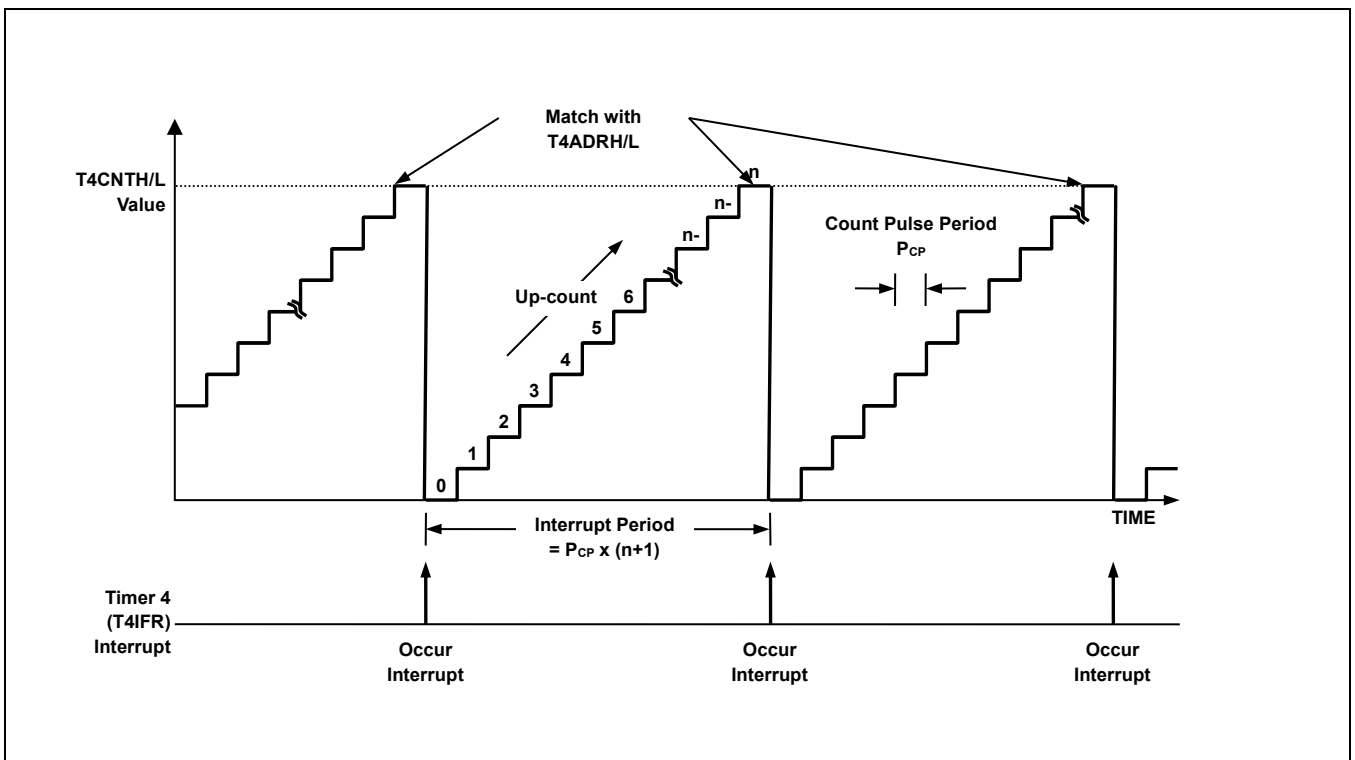 Match with
T4ADRH/L
T4CNTH/L
Value
n
n-
n-
Count Pulse Period
PCP
Up-count
6
5
4
3
2
1
0
TIME
Interrupt Period
= PCP x (n+1)
Timer 4
(T4IFR)
Interrupt
Occur
Interrupt
Occur
Interrupt
Occur
Interrupt